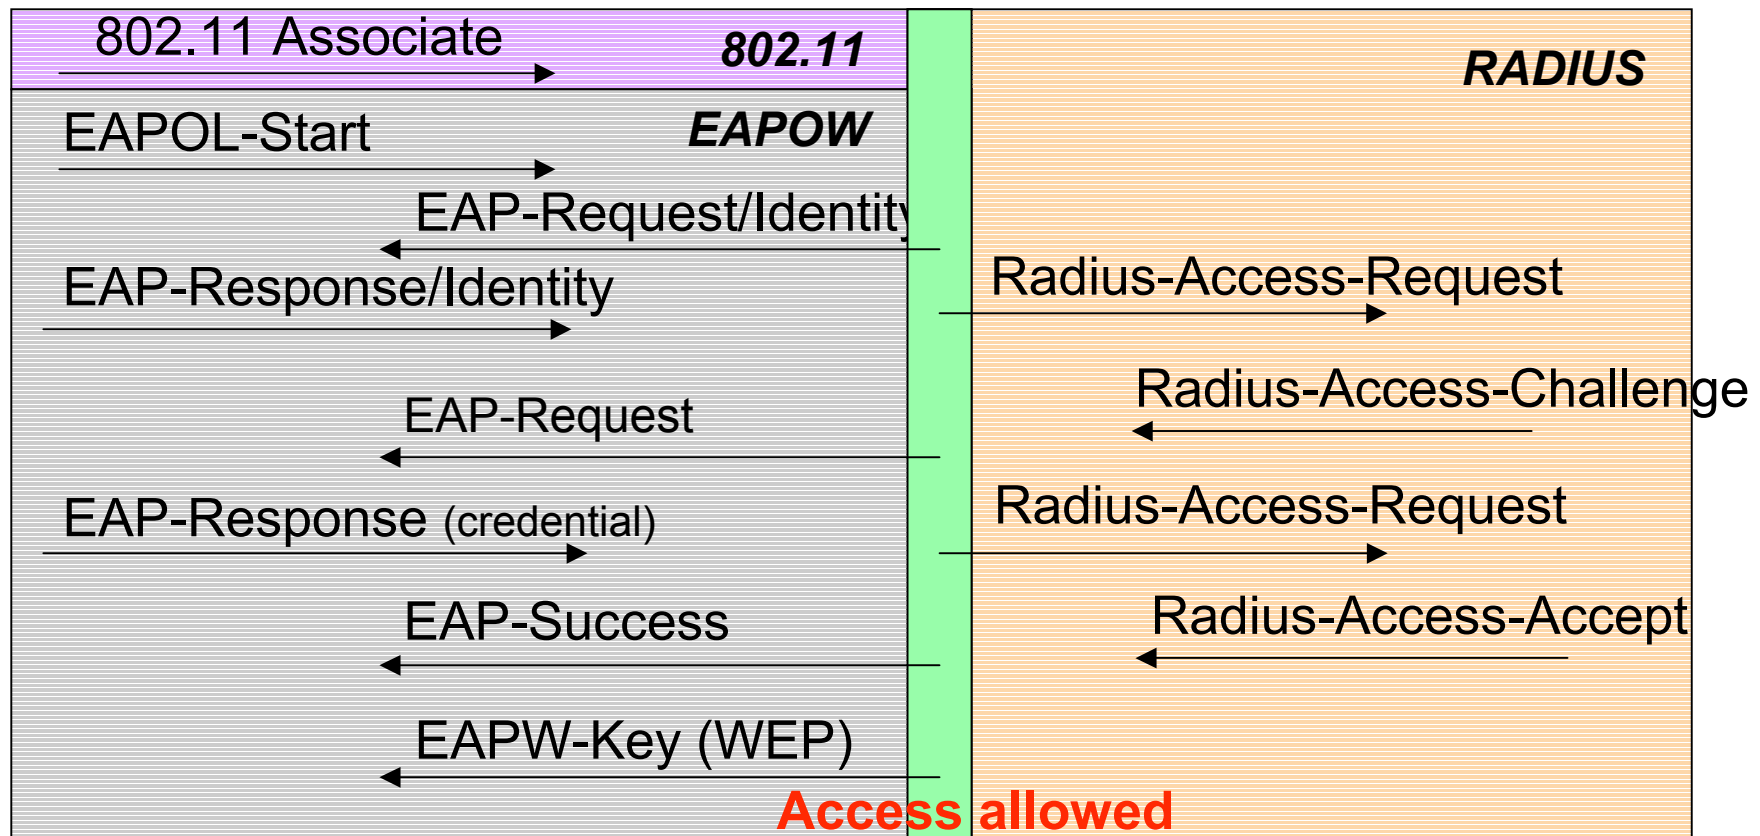 802.11 Associate
802.11
RADIUS
EAPOL-Start
EAPOW
EAP-Request/Identity
EAP-Response/Identity
Radius-Access-Request
Radius-Access-Challenge
EAP-Request
EAP-Response (credential)
Radius-Access-Request
EAP-Success
Radius-Access-Accept
EAPW-Key (WEP)
Access allowed